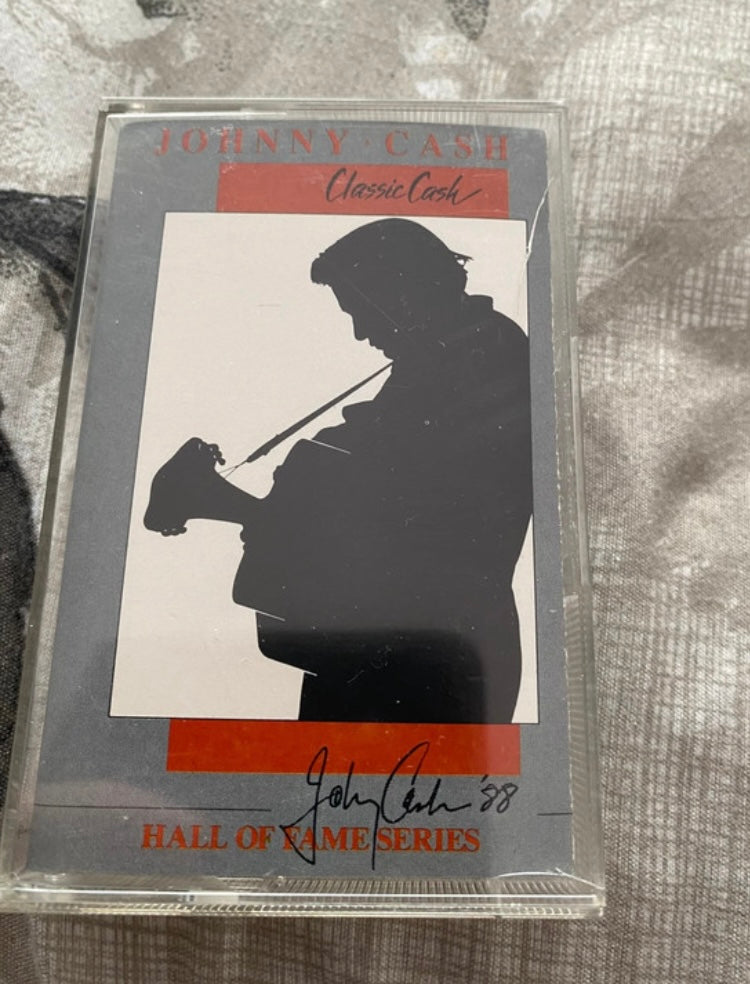 JOHNNY · CASH
Classic Cash
Johnny Cash '88
HALL OF FAME SERIES